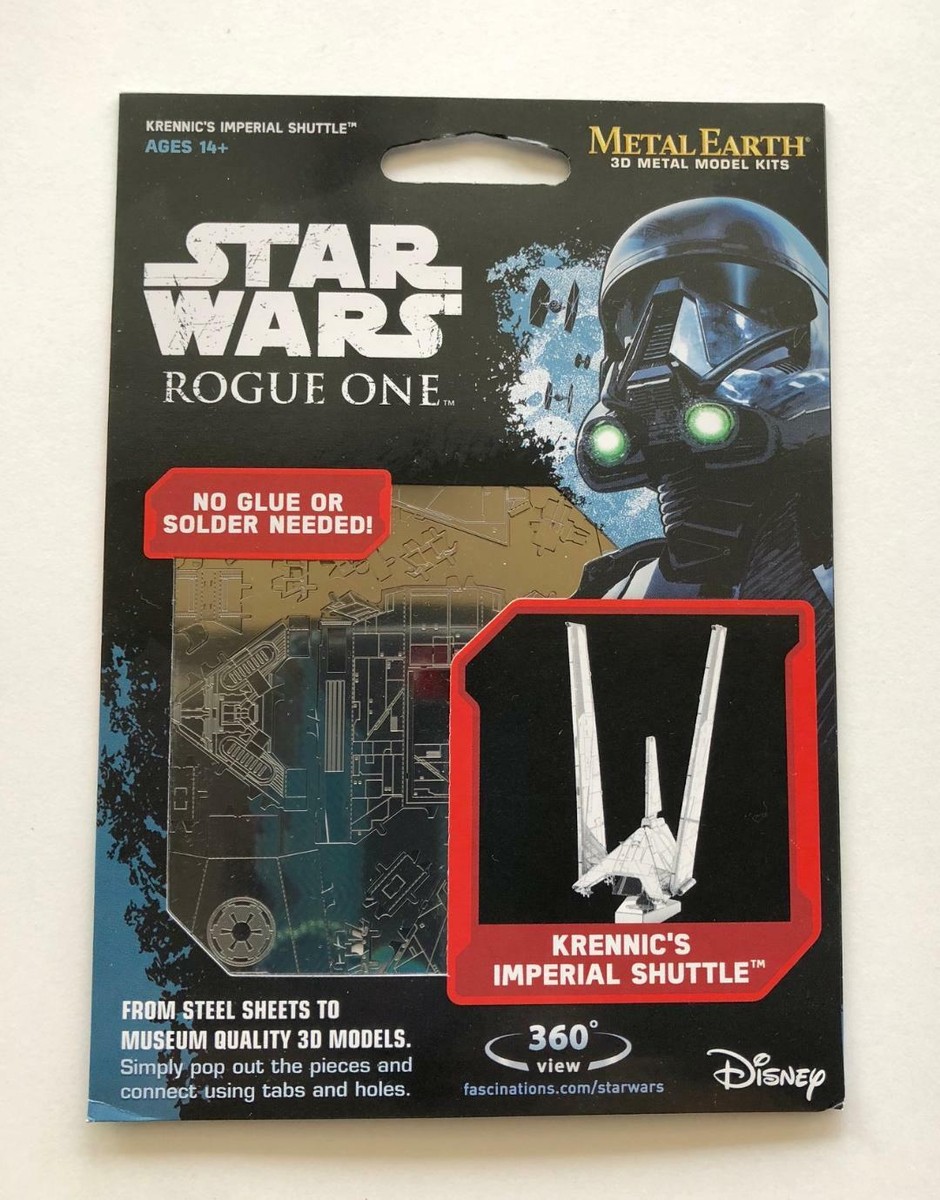 KRENNIC'S IMPERIAL SHUTTLE™
AGES 14+
METAL EARTH®
3D METAL MODEL KITS
STAR
WARS
ROGUE ONE™
NO GLUE OR
SOLDER NEEDED!
KRENNIC'S
IMPERIAL SHUTTLE™
FROM STEEL SHEETS TO
MUSEUM QUALITY 3D MODELS.
Simply pop out the pieces and
connect using tabs and holes.
360°
view
fascinations.com/starwars
Disney